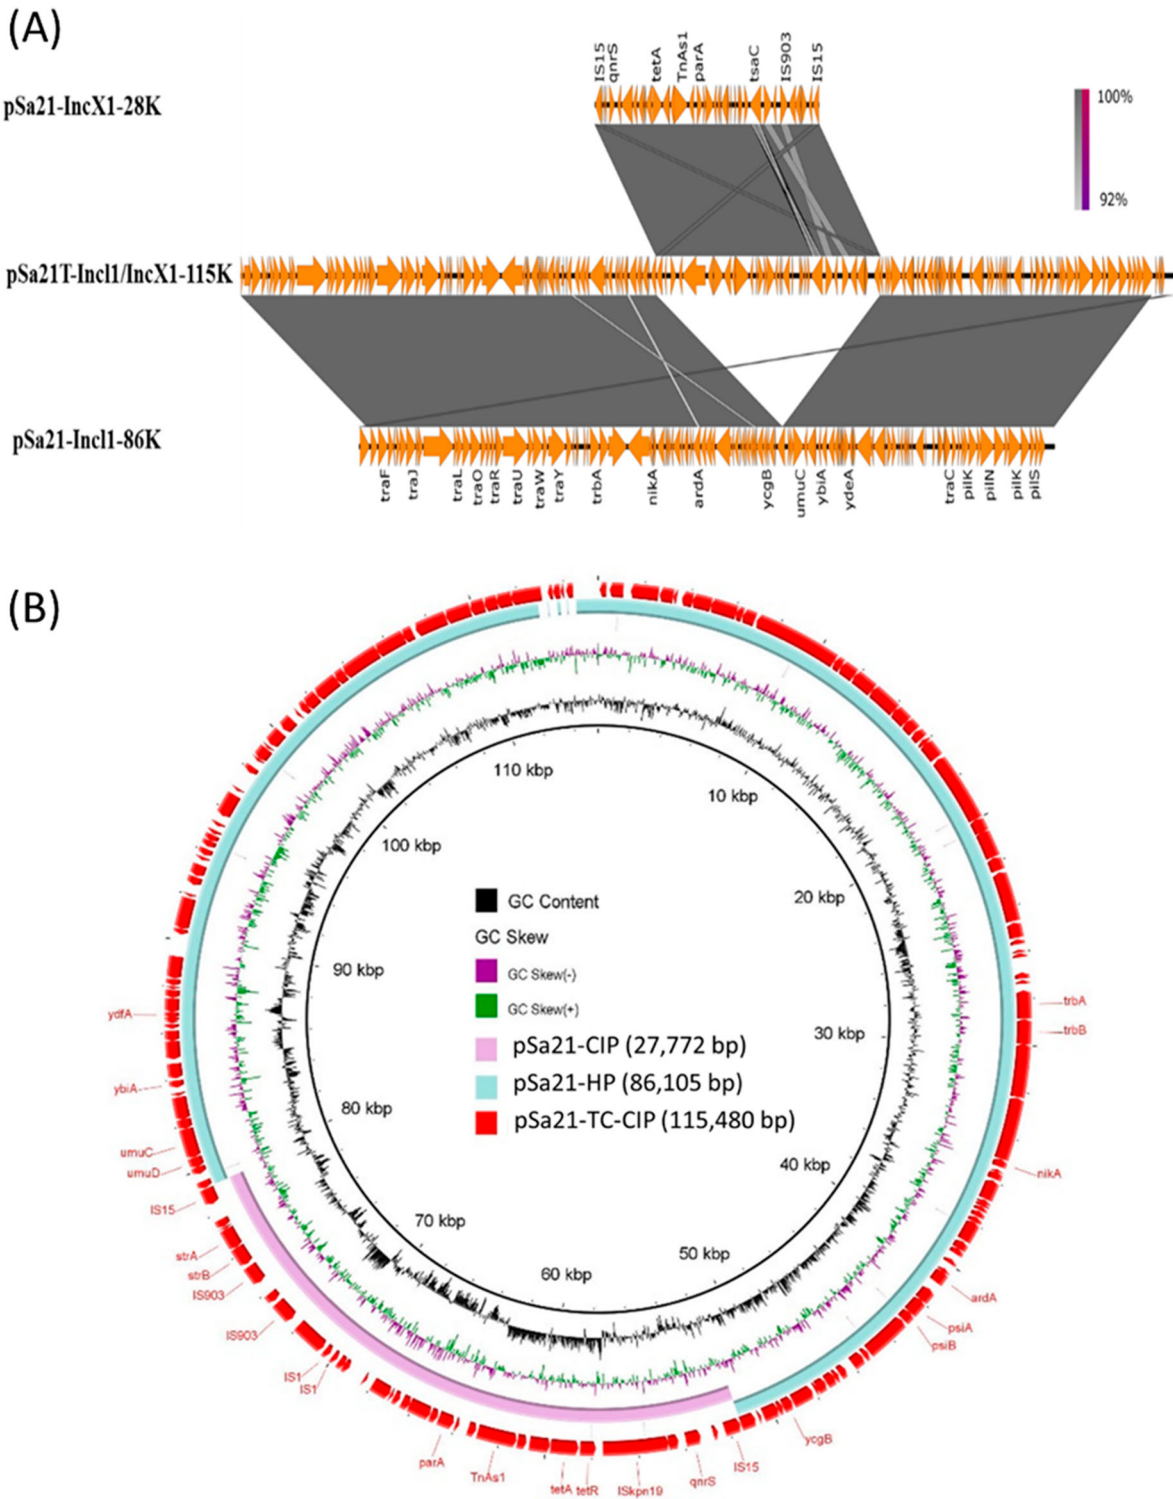 (A)
IS15
qnrS
tetA
TnAs1
parA
tsaC
IS903
IS15
pSa21-IncX1-28K
100%
92%
pSa21T-Incl1/IncX1-115K
pSa21-Incl1-86K
traF
traJ
traL
traO
traR
traU
traW
traY
trbA
nikA
ardA
ycgB
umuC
ybiA
ydeA
traC
pilK
pilN
pilK
pilS
(B)
110 kbp
10 kbp
100 kbp
20 kbp
90 kbp
30 kbp
80 kbp
40 kbp
70 kbp
50 kbp
60 kbp
GC Content
GC Skew
GC Skew(-)
GC Skew(+)
pSa21-CIP (27,772 bp)
pSa21-HP (86,105 bp)
pSa21-TC-CIP (115,480 bp)
trbA
trbB
nikA
ardA
psiA
psiB
ycgB
IS15
qnrS
ISkpn19
tetR
tetA
TnAs1
parA
IS1
IS1
IS903
IS903
strB
strA
IS15
umuD
umuC
ybiA
ydfA